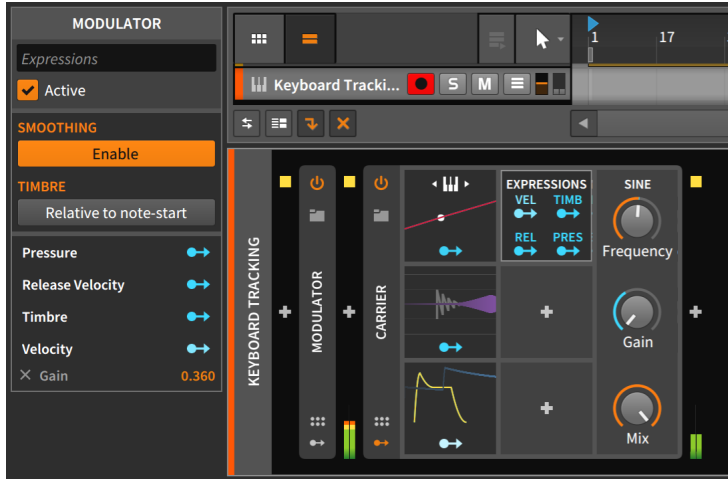 MODULATOR
Expressions
Active
SMOOTHING
Enable
TIMBRE
Relative to note-start
Pressure
Release Velocity
Timbre
Velocity
Gain 0.360
1 17
Keyboard Tracki... S M
KEYBOARD TRACKING
MODULATOR
CARRIER
EXPRESSIONS
VEL TIMB
REL PRES
SINE
Frequency
Gain
Mix